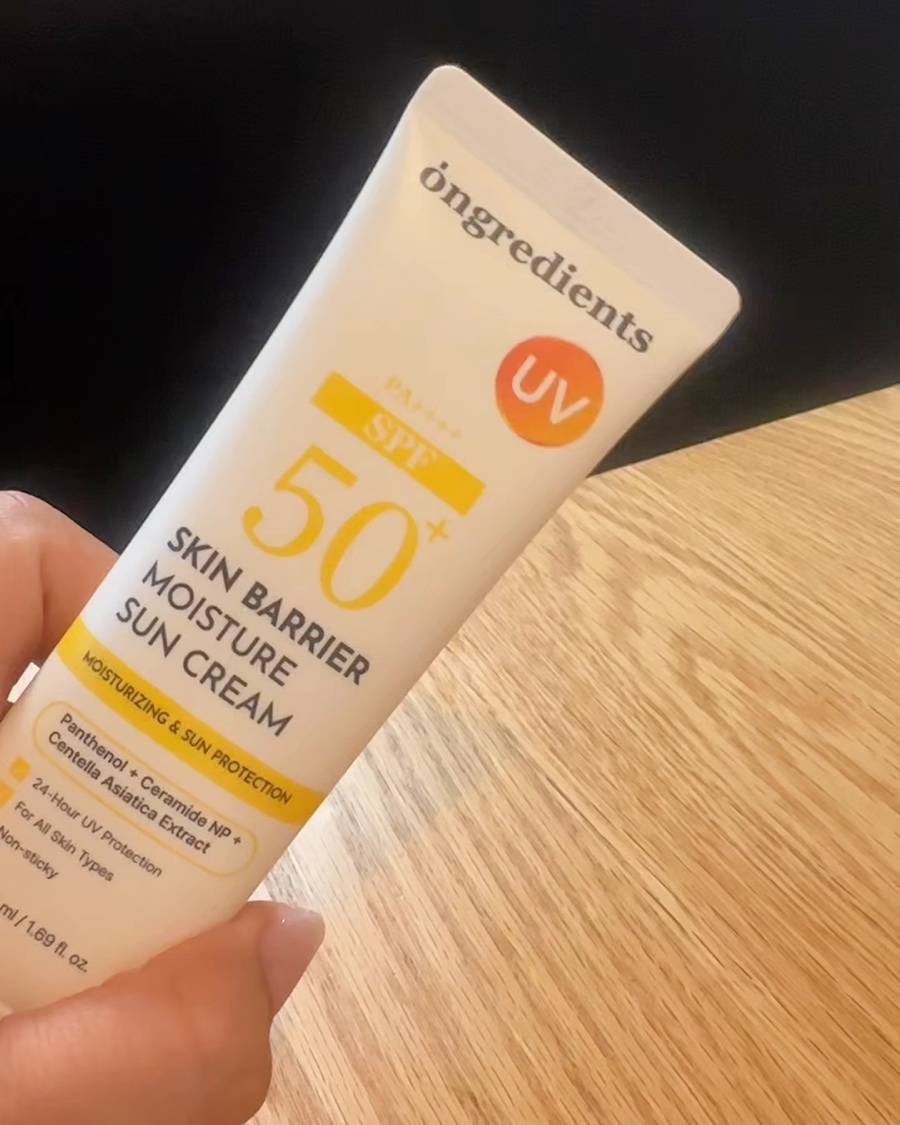 óngredients
UV
PA++++
SPF
50+
SKIN BARRIER
MOISTURE
SUN CREAM
MOISTURIZING & SUN PROTECTION
Panthenol + Ceramide NP +
Centella Asiatica Extract
24-Hour UV Protection
For All Skin Types
Non-sticky
ml / 1.69 fl. oz.